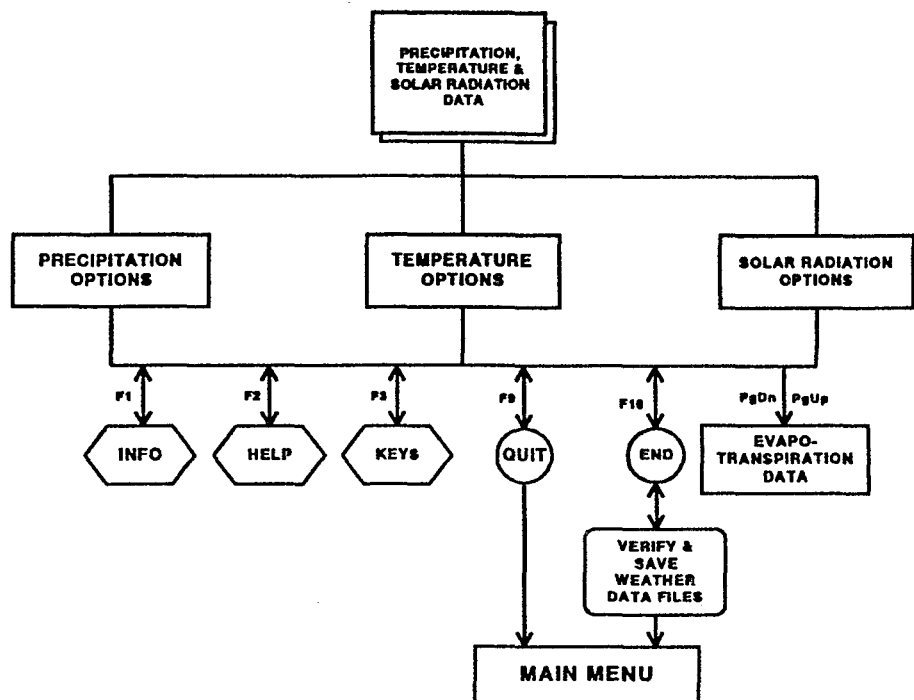 PRECIPITATION,
TEMPERATURE &
SOLAR RADIATION
DATA
PRECIPITATION
OPTIONS
TEMPERATURE
OPTIONS
SOLAR RADIATION
OPTIONS
F1
F2
F3
F9
F10
PgDn
PgUp
INFO
HELP
KEYS
QUIT
END
EVAPO-
TRANSPIRATION
DATA
VERIFY &
SAVE
WEATHER
DATA FILES
MAIN MENU